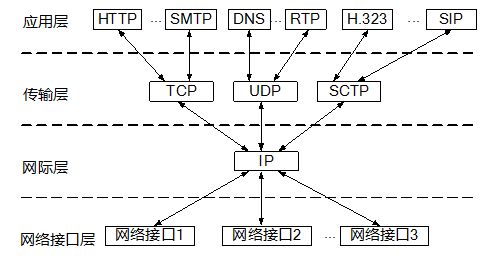 应用层 HTTP ... SMTP DNS ... RTP H.323 ... SIP
传输层 TCP UDP SCTP
网际层 IP
网络接口层 网络接口1 网络接口2 ... 网络接口3